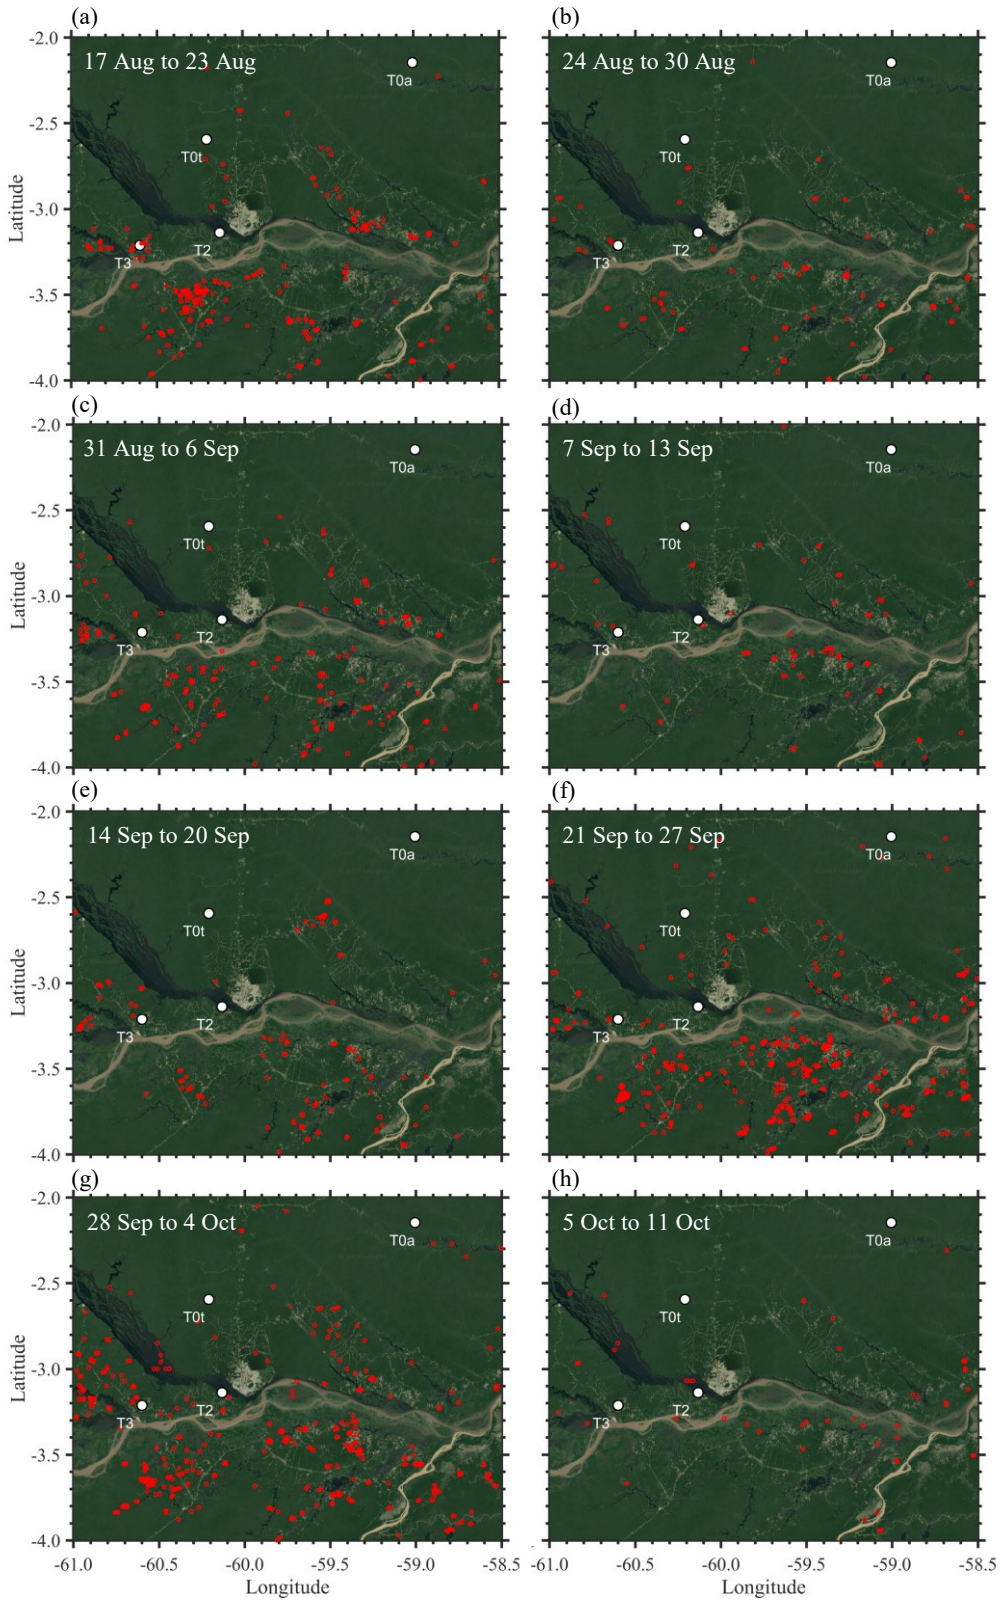 (a)
(b)
-2.0
17 Aug to 23 Aug
24 Aug to 30 Aug
T0a
T0a
-2.5
T0t
T0t
Latitude
-3.0
T2
T2
T3
T3
-3.5
-4.0
(c)
(d)
-2.0
31 Aug to 6 Sep
7 Sep to 13 Sep
T0a
T0a
-2.5
T0t
T0t
Latitude
-3.0
T2
T2
T3
T3
-3.5
-4.0
(e)
(f)
-2.0
14 Sep to 20 Sep
21 Sep to 27 Sep
T0a
T0a
-2.5
T0t
T0t
Latitude
-3.0
T2
T2
T3
T3
-3.5
-4.0
(g)
(h)
-2.0
28 Sep to 4 Oct
5 Oct to 11 Oct
T0a
T0a
-2.5
T0t
T0t
Latitude
-3.0
T2
T2
T3
T3
-3.5
-4.0
-61.0 -60.5 -60.0 -59.5 -59.0 -58.5
-61.0 -60.5 -60.0 -59.5 -59.0 -58.5
Longitude
Longitude